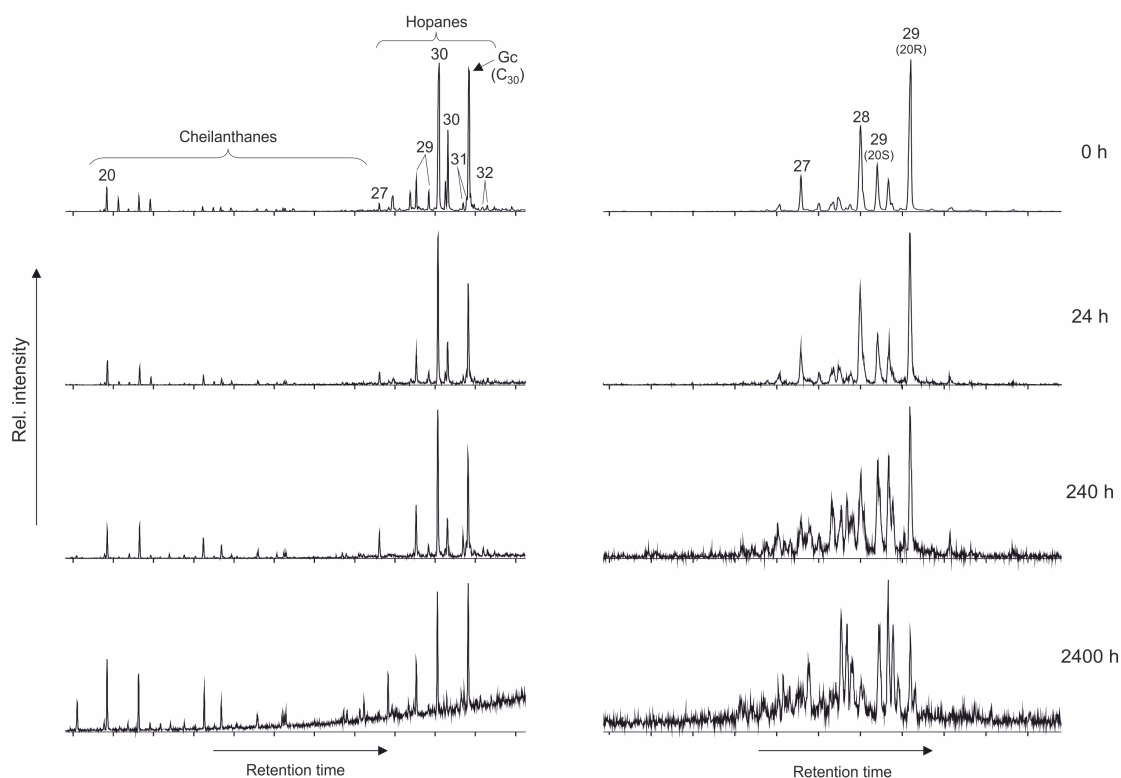 Hopanes
30
Gc
(C₃₀)
Cheilanthanes
30
29
31
32
20
27
29
(20R)
28
29
(20S)
27
0 h
24 h
240 h
2400 h
Rel. intensity
Retention time
Retention time